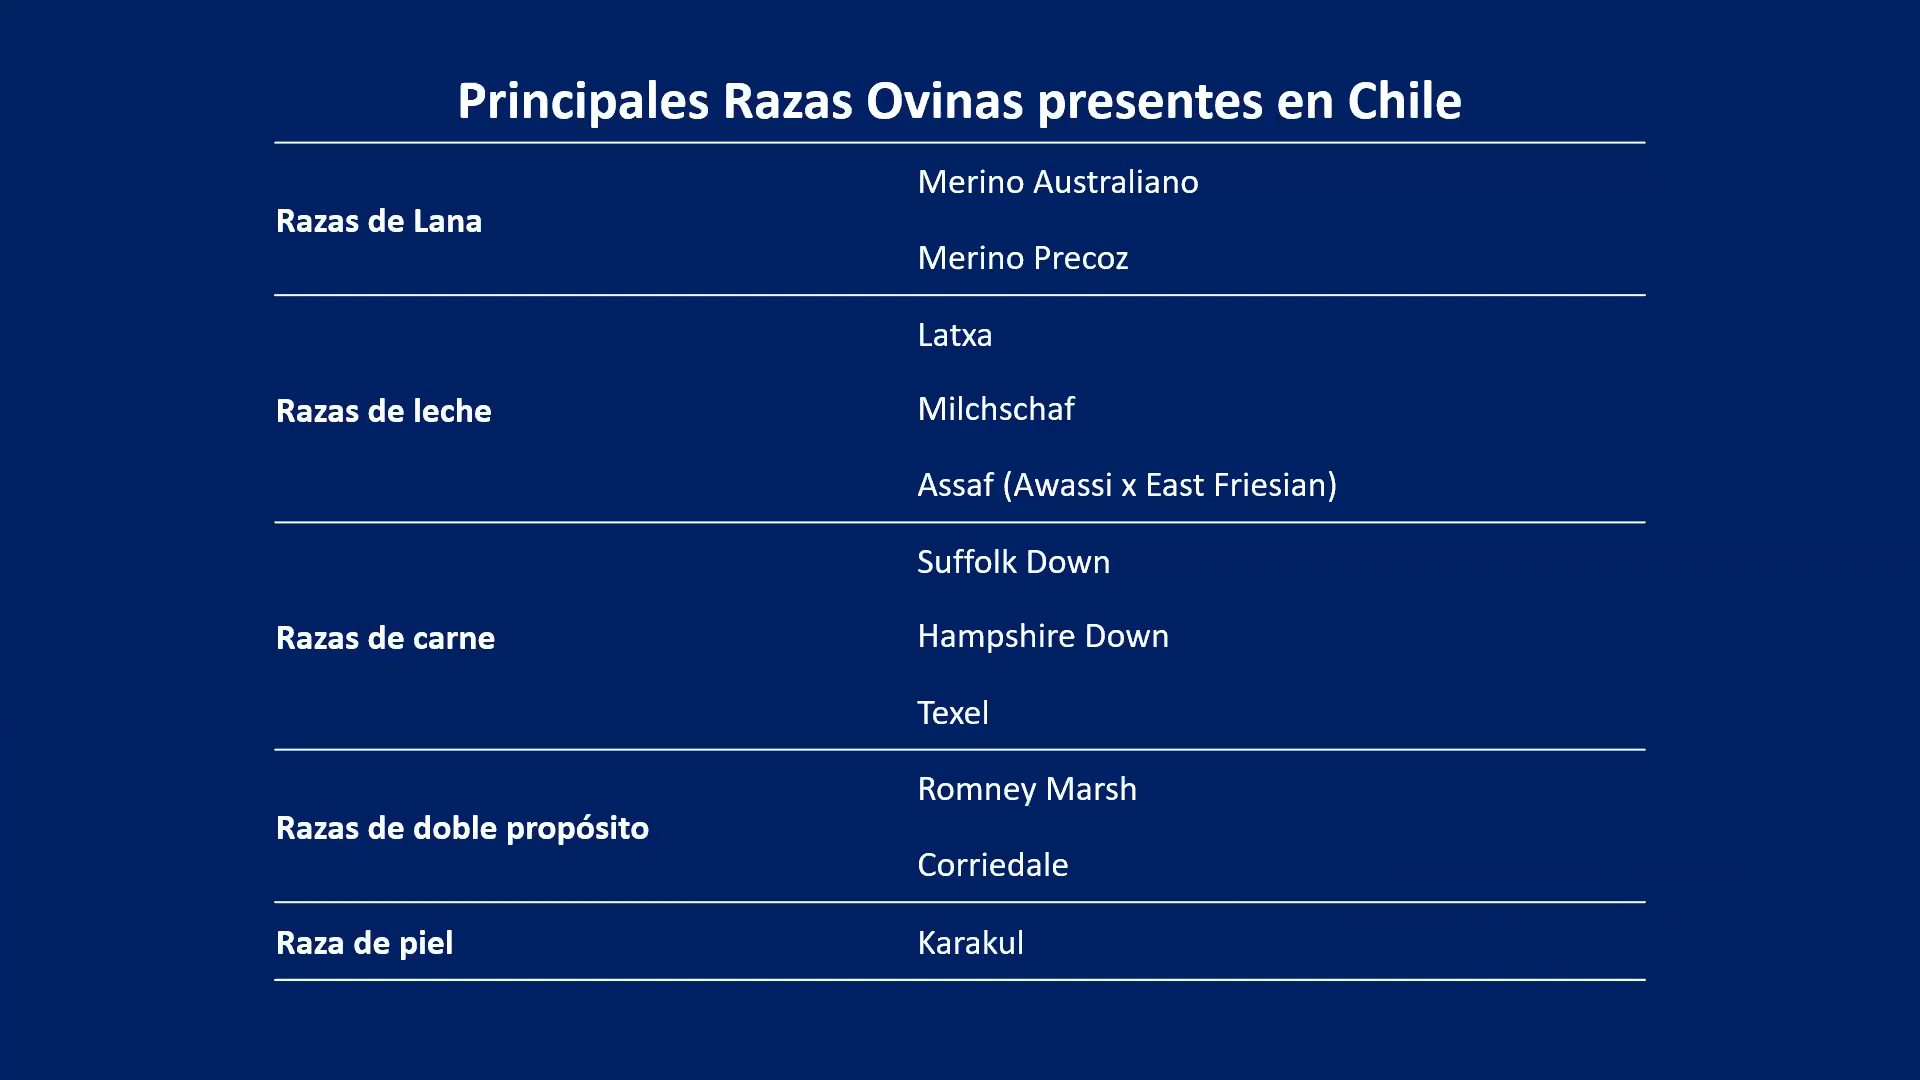 Principales Razas Ovinas presentes en Chile
Razas de Lana
Merino Australiano
Merino Precoz
Razas de leche
Latxa
Milchschaf
Assaf (Awassi x East Friesian)
Razas de carne
Suffolk Down
Hampshire Down
Texel
Razas de doble propósito
Romney Marsh
Corriedale
Raza de piel
Karakul